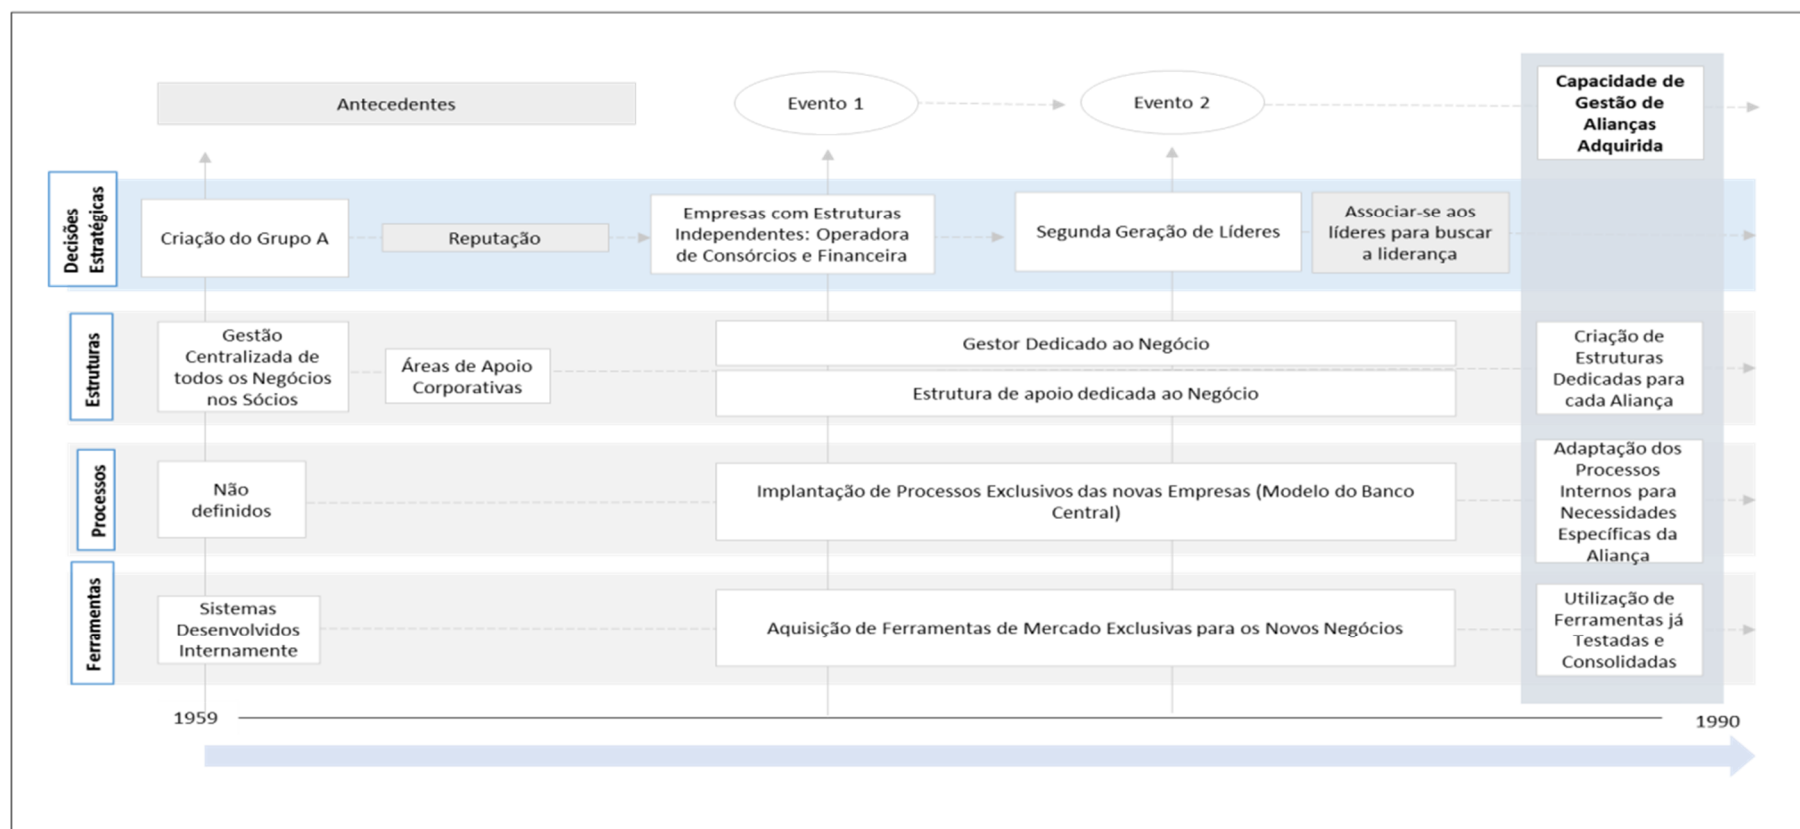 Antecedentes
Evento 1
Evento 2
Capacidade de
Gestão de
Alianças
Adquirida
Decisões
Estratégicas
Criação do Grupo A
Reputação
Empresas com Estruturas
Independentes: Operadora
de Consórcios e Financeira
Segunda Geração de Líderes
Associar-se aos
líderes para buscar
a liderança
Estruturas
Gestão
Centralizada de
todos os Negócios
nos Sócios
Áreas de Apoio
Corporativas
Gestor Dedicado ao Negócio
Estrutura de apoio dedicada ao Negócio
Criação de
Estruturas
Dedicadas para
cada Aliança
Processos
Não
definidos
Implantação de Processos Exclusivos das novas Empresas (Modelo do Banco
Central)
Adaptação dos
Processos
Internos para
Necessidades
Específicas da
Aliança
Ferramentas
Sistemas
Desenvolvidos
Internamente
Aquisição de Ferramentas de Mercado Exclusivas para os Novos Negócios
Utilização de
Ferramentas já
Testadas e
Consolidadas
1959
1990